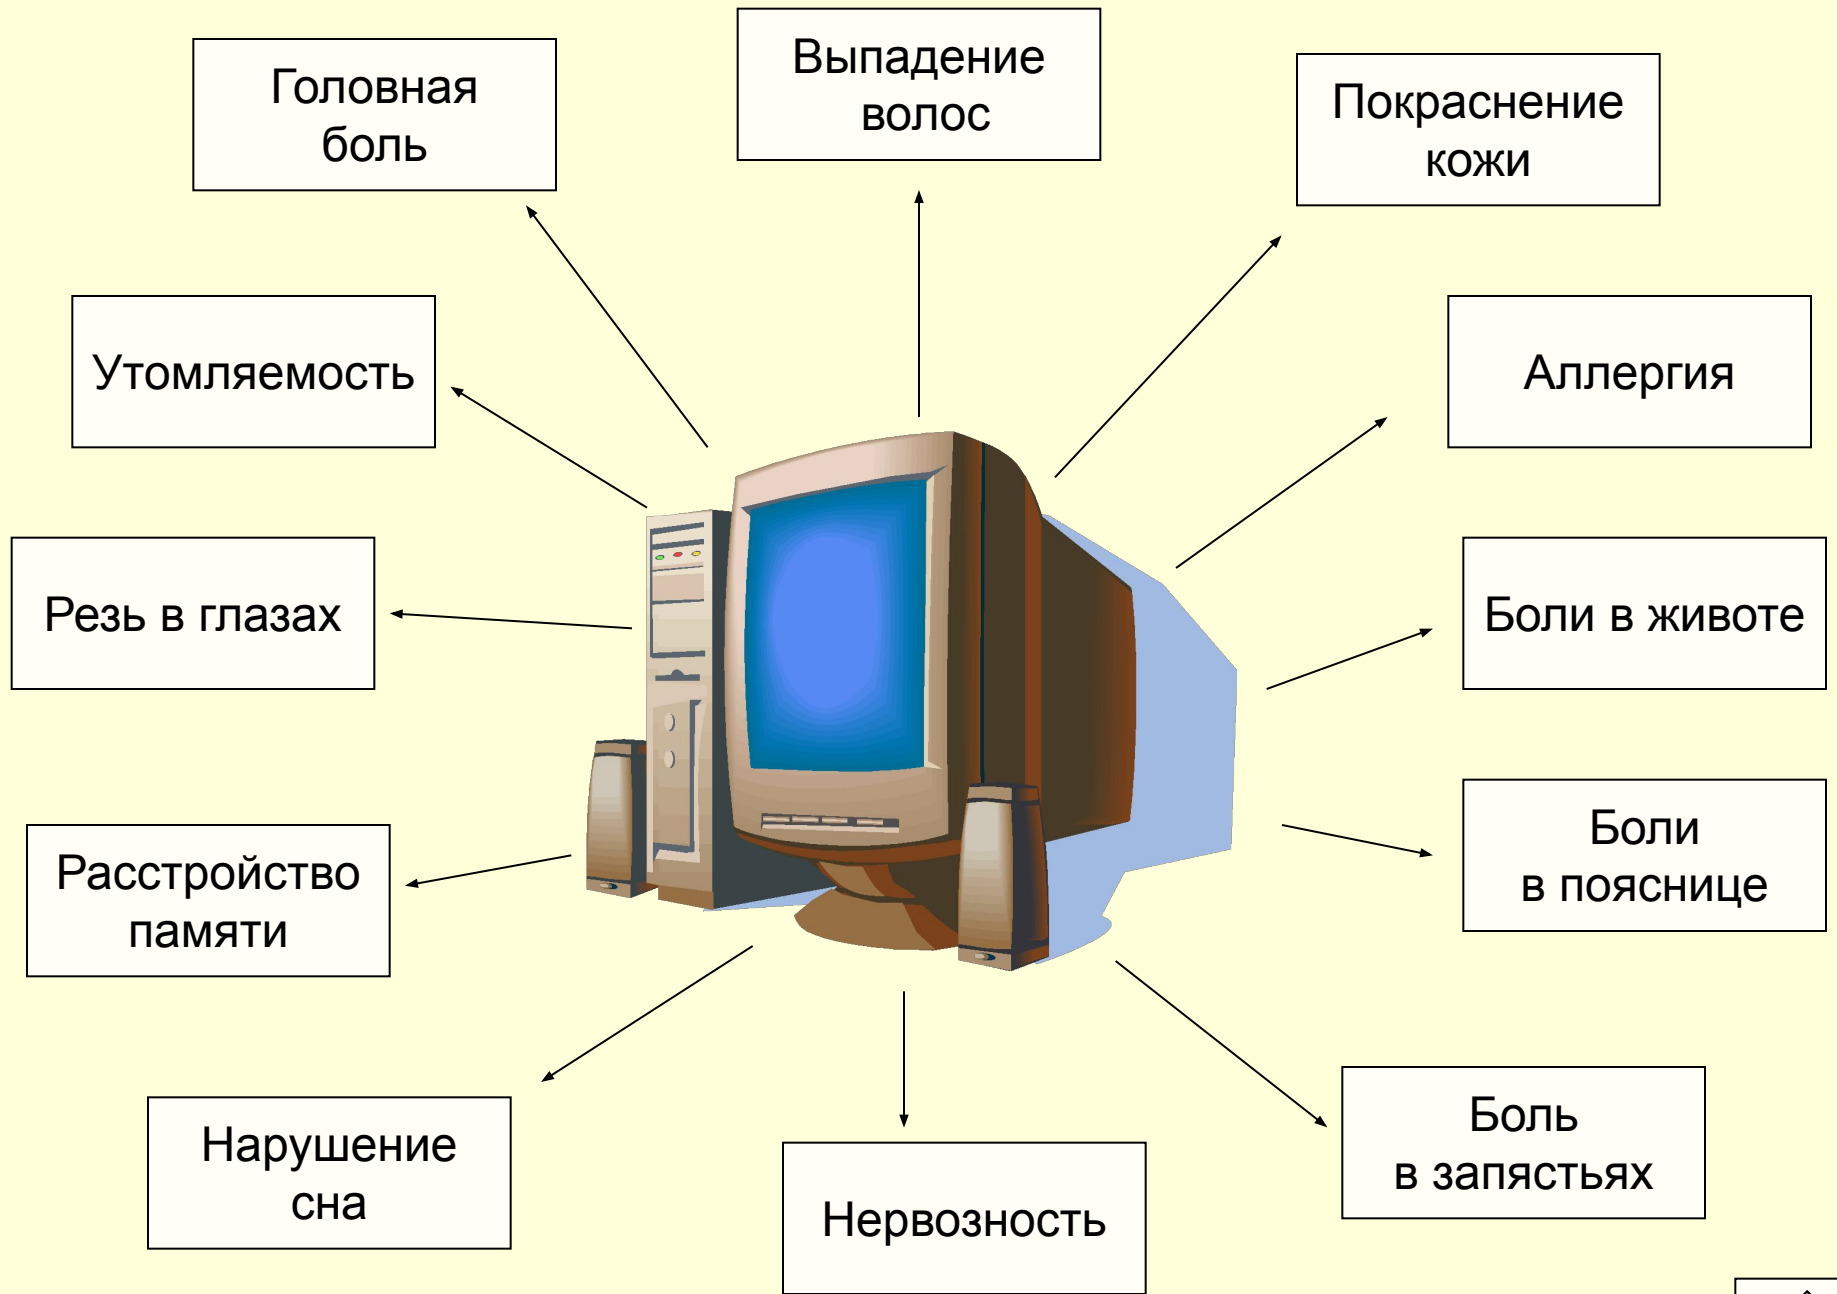 Выпадение
волос
Головная
боль
Покраснение
кожи
Утомляемость
Аллергия
Резь в глазах
Боли в животе
Расстройство
памяти
Боли
в пояснице
Нарушение
сна
Нервозность
Боль
в запястьях